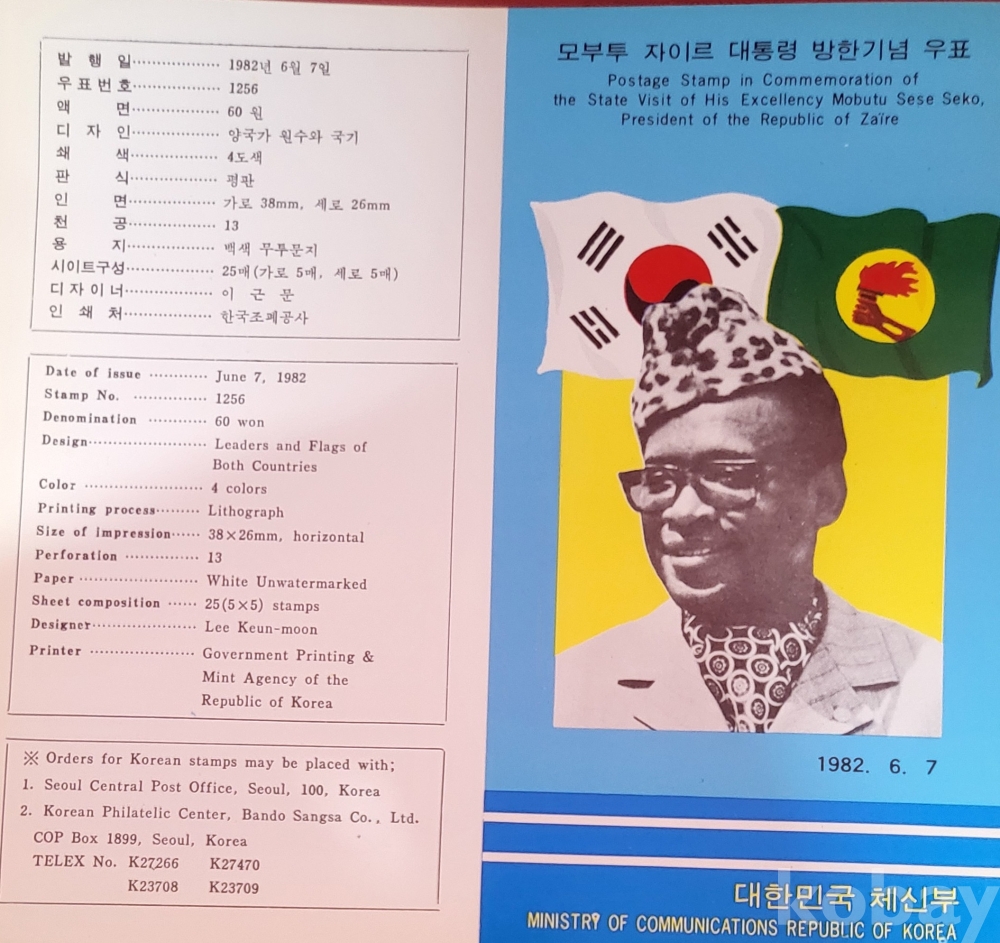 발 행 일·················· 1982년 6월 7일
우표번호·················· 1256
액 면·················· 60 원
디 자 인·················· 양국가 원수와 국기
쇄 색·················· 4도색
판 식·················· 평판
인 면·················· 가로 38mm, 세로 26mm
천 공·················· 13
용 지·················· 백색 무투문지
시이트구성·················· 25매(가로 5매, 세로 5매)
디자이너·················· 이 근 문
인 쇄 처·················· 한국조폐공사
Date of issue ············ June 7, 1982
Stamp No. ··············· 1256
Denomination ············ 60 won
Design························ Leaders and Flags of
Both Countries
Color ························ 4 colors
Printing process········· Lithograph
Size of impression······ 38×26mm, horizontal
Perforation ··············· 13
Paper ························ White Unwatermarked
Sheet composition ······ 25(5×5) stamps
Designer····················· Lee Keun-moon
Printer ····················· Government Printing &
Mint Agency of the
Republic of Korea
※ Orders for Korean stamps may be placed with;
1. Seoul Central Post Office, Seoul, 100, Korea
2. Korean Philatelic Center, Bando Sangsa Co., Ltd.
COP Box 1899, Seoul, Korea
TELEX No. K27266 K27470
K23708 K23709
모부투 자이르 대통령 방한기념 우표
Postage Stamp in Commemoration of
the State Visit of His Excellency Mobutu Sese Seko,
President of the Republic of Zaïre
1982. 6. 7
대한민국 체신부
MINISTRY OF COMMUNICATIONS REPUBLIC OF KOREA
kobay